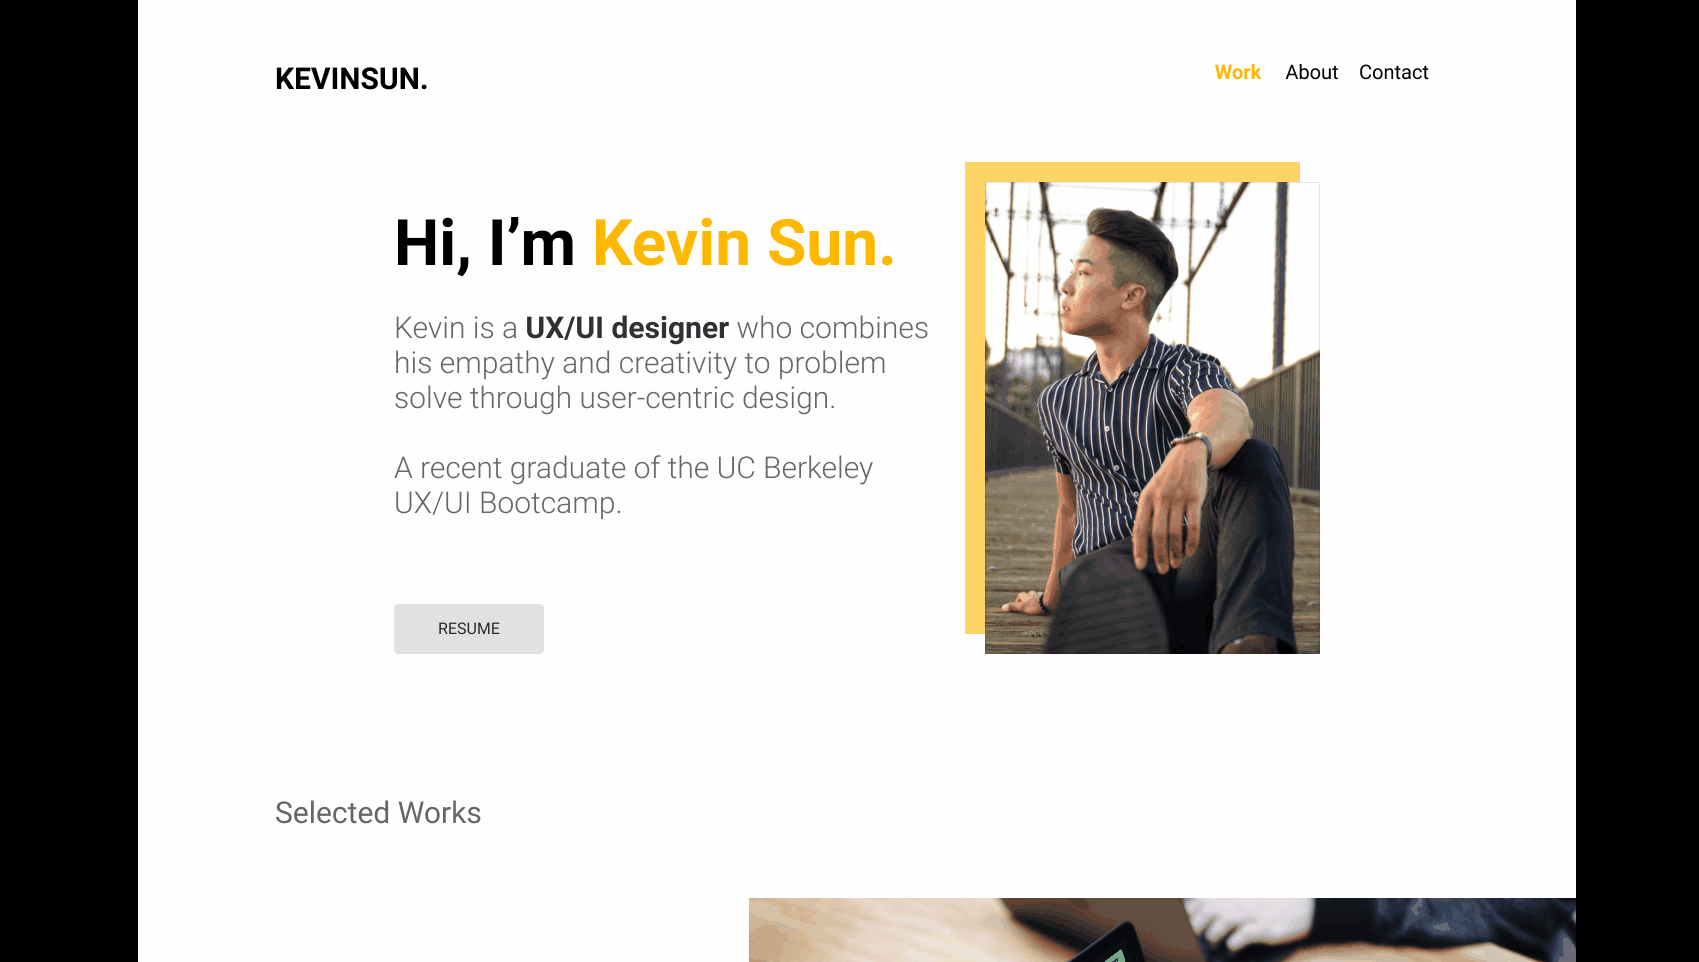 KEVINSUN.
Work About Contact
Hi, I’m Kevin Sun.
Kevin is a UX/UI designer who combines
his empathy and creativity to problem
solve through user-centric design.
A recent graduate of the UC Berkeley
UX/UI Bootcamp.
RESUME
Selected Works